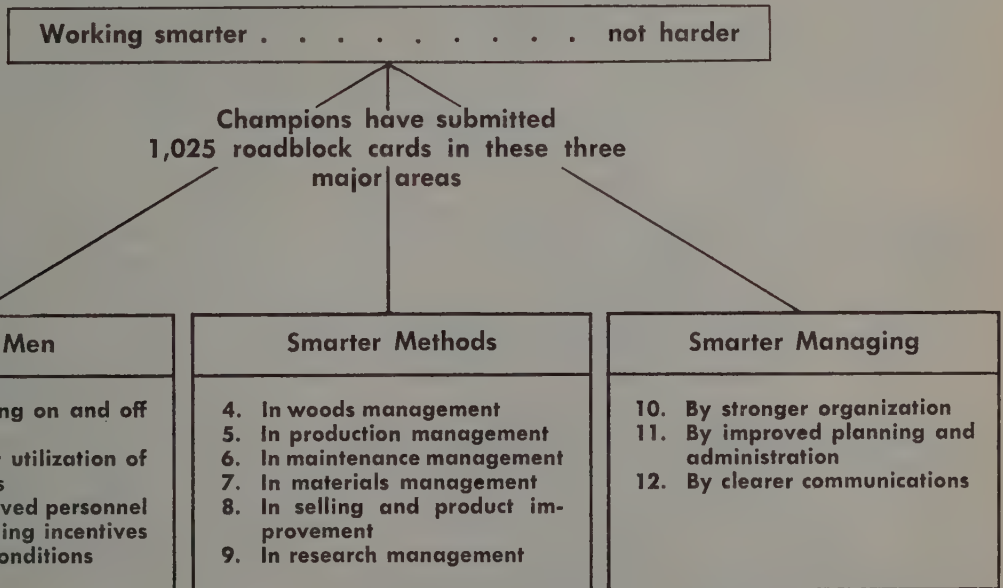 Working smarter . . . . . . . . . . not harder
Champions have submitted
1,025 roadblock cards in these three
major areas
Men
ng on and off
utilization of
s
ved personnel
ing incentives
onditions
Smarter Methods
4. In woods management
5. In production management
6. In maintenance management
7. In materials management
8. In selling and product im-
provement
9. In research management
Smarter Managing
10. By stronger organization
11. By improved planning and
administration
12. By clearer communications